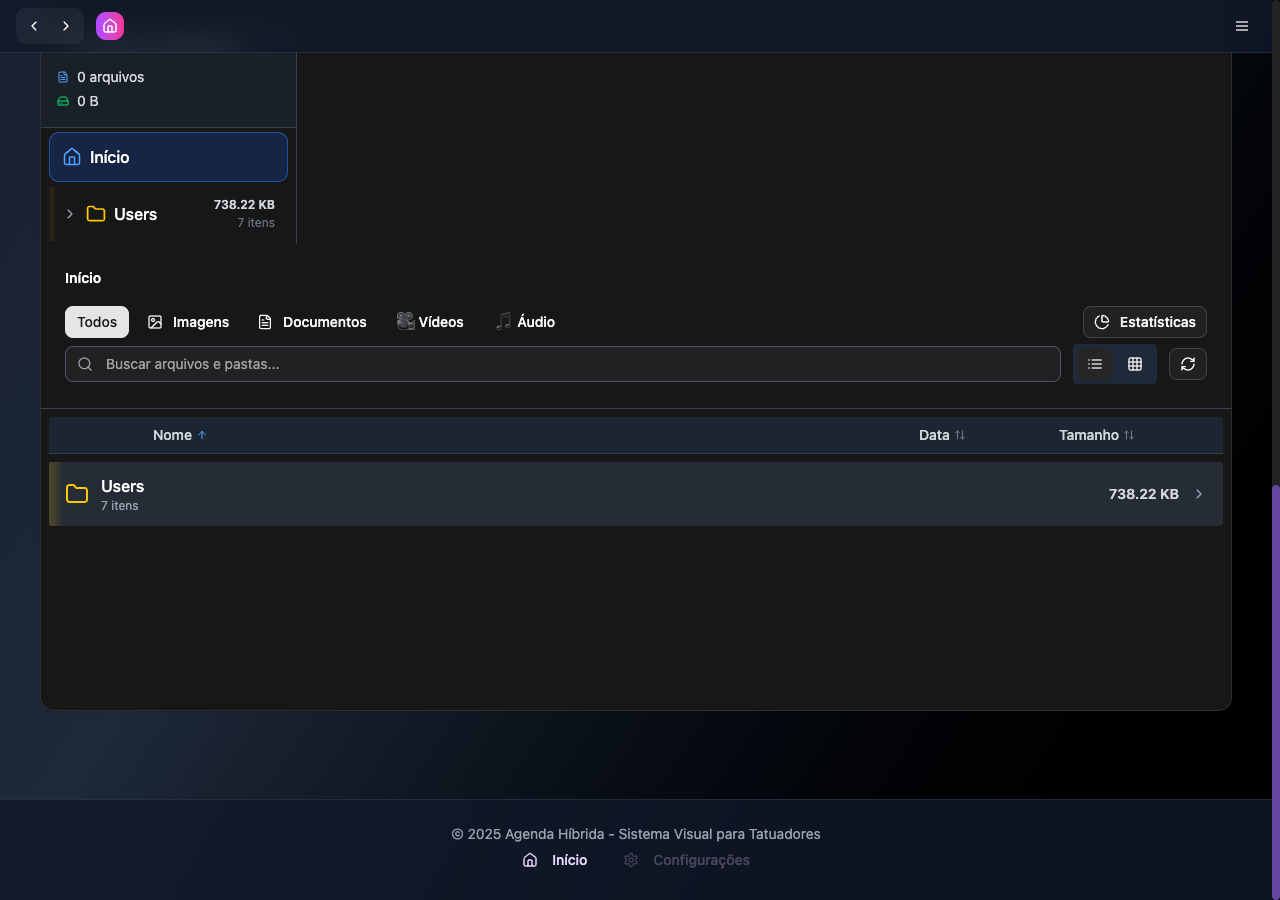 0 arquivos
0 B
Início
Users 738.22 KB
7 itens
Início
Todos Imagens Documentos Vídeos Áudio Estatísticas
Buscar arquivos e pastas...
Nome Data Tamanho
Users
7 itens
738.22 KB
© 2025 Agenda Híbrida - Sistema Visual para Tatuadores
Início Configurações